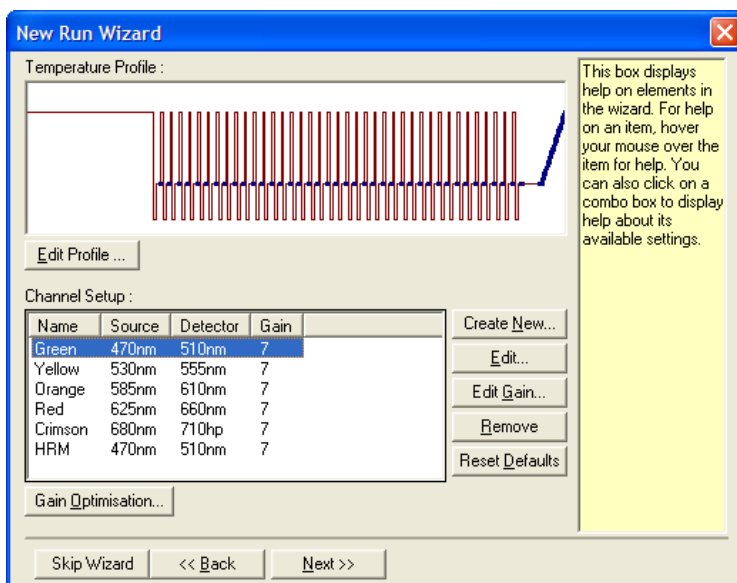 New Run Wizard
Temperature Profile :
Edit Profile ...
Channel Setup :
Name Source Detector Gain
Green 470nm 510nm 7
Yellow 530nm 555nm 7
Orange 585nm 610nm 7
Red 625nm 660nm 7
Crimson 680nm 710hp 7
HRM 470nm 510nm 7
Create New...
Edit...
Edit Gain...
Remove
Reset Defaults
Gain Optimisation...
Skip Wizard
<< Back
Next >>
This box displays
help on elements in
the wizard. For help
on an item, hover
your mouse over the
item for help. You
can also click on a
combo box to display
help about its
available settings.